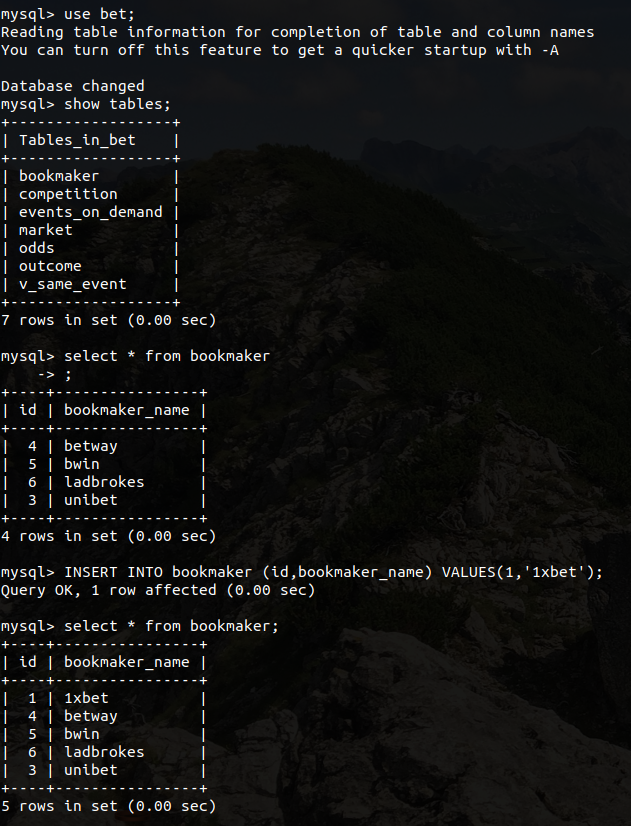 mysql> use bet;
Reading table information for completion of table and column names
You can turn off this feature to get a quicker startup with -A

Database changed
mysql> show tables;
+------------------+
| Tables_in_bet    |
+------------------+
| bookmaker        |
| competition      |
| events_on_demand |
| market           |
| odds             |
| outcome          |
| v_same_event     |
+------------------+
7 rows in set (0.00 sec)

mysql> select * from bookmaker
    -> ;
+----+----------------+
| id | bookmaker_name |
+----+----------------+
|  4 | betway         |
|  5 | bwin           |
|  6 | ladbrokes      |
|  3 | unibet         |
+----+----------------+
4 rows in set (0.00 sec)

mysql> INSERT INTO bookmaker (id,bookmaker_name) VALUES(1,'1xbet');
Query OK, 1 row affected (0.00 sec)

mysql> select * from bookmaker;
+----+----------------+
| id | bookmaker_name |
+----+----------------+
|  1 | 1xbet          |
|  4 | betway         |
|  5 | bwin           |
|  6 | ladbrokes      |
|  3 | unibet         |
+----+----------------+
5 rows in set (0.00 sec)